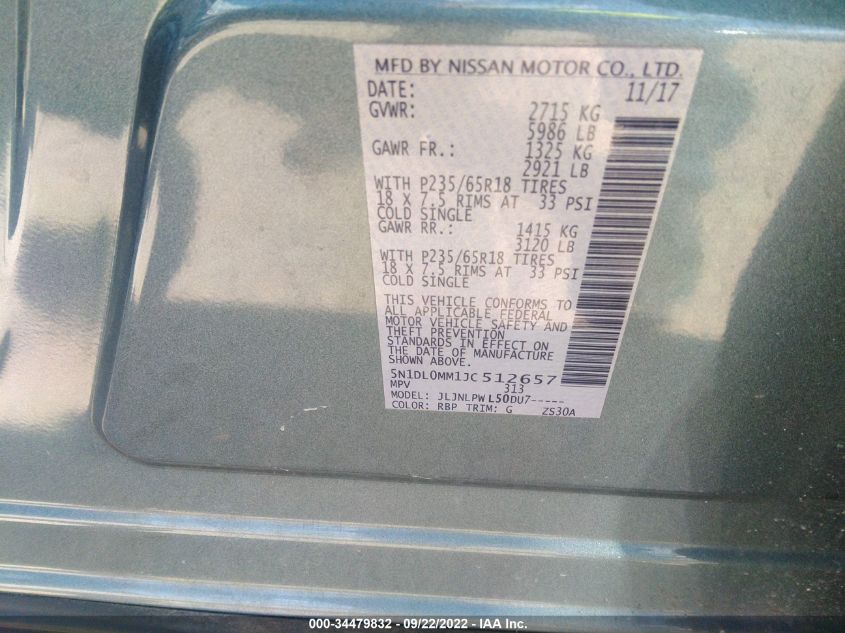 MFD BY NISSAN MOTOR CO., LTD.
DATE: 11/17
GVWR: 2715 KG
5986 LB
GAWR FR.: 1325 KG
2921 LB
WITH P235/65R18 TIRES
18 X 7.5 RIMS AT 33 PSI
COLD SINGLE
GAWR RR.: 1415 KG
3120 LB
WITH P235/65R18 TIRES
18 X 7.5 RIMS AT 33 PSI
COLD SINGLE
THIS VEHICLE CONFORMS TO
ALL APPLICABLE FEDERAL
MOTOR VEHICLE SAFETY AND
THEFT PREVENTION
STANDARDS IN EFFECT ON
THE DATE OF MANUFACTURE
SHOWN ABOVE.
5N1DL0MM1JC512657
MPV 313
MODEL: JLJNLPW L50DU7-----
COLOR: RBP TRIM: G ZS30A
000-34479832 - 09/22/2022 - IAA Inc.